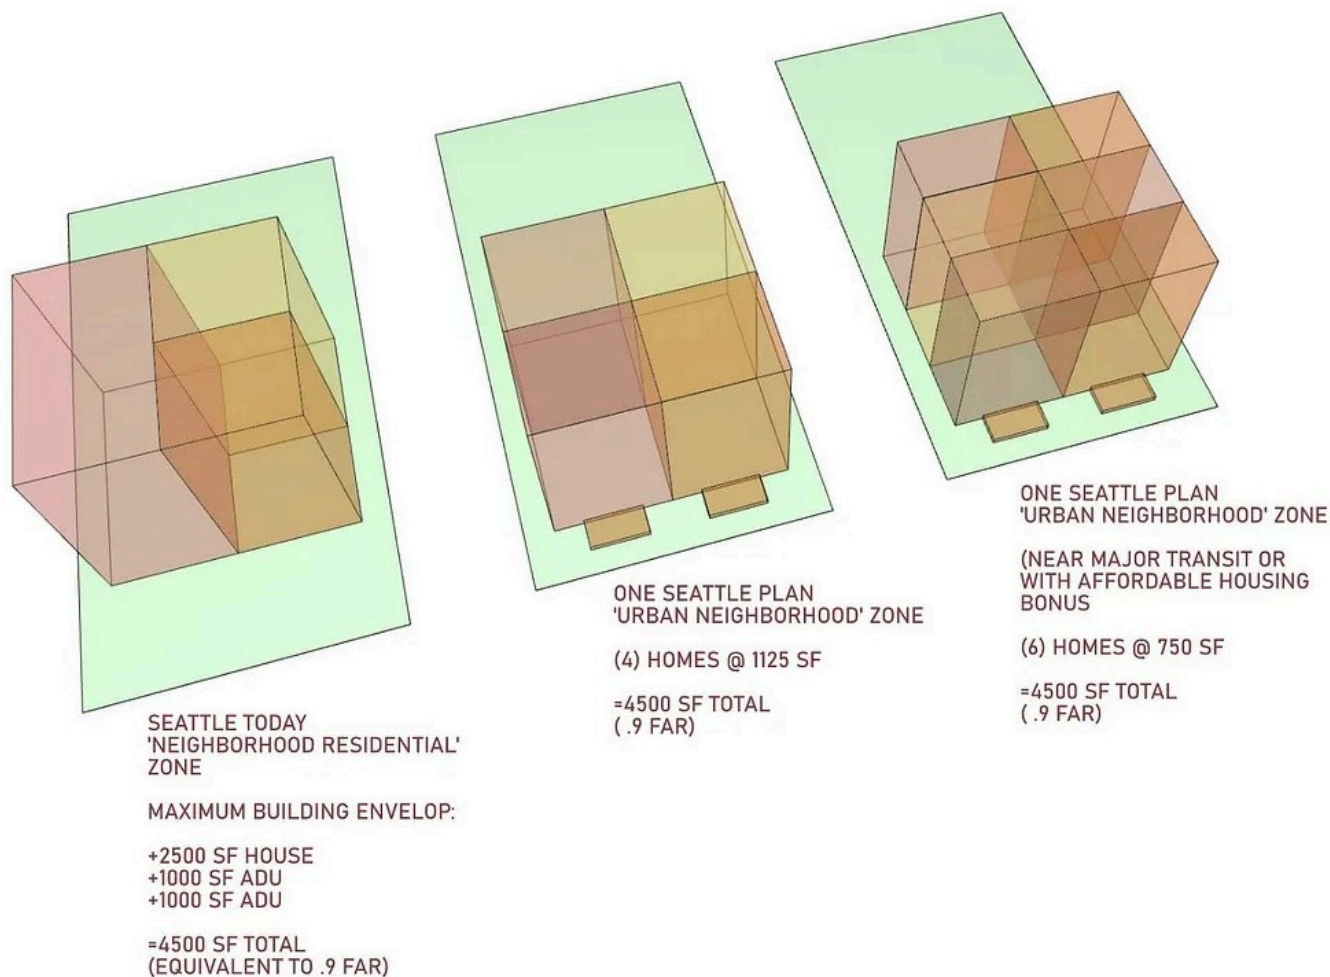 SEATTLE TODAY
'NEIGHBORHOOD RESIDENTIAL'
ZONE
MAXIMUM BUILDING ENVELOP:
+2500 SF HOUSE
+1000 SF ADU
+1000 SF ADU
=4500 SF TOTAL
(EQUIVALENT TO .9 FAR)
ONE SEATTLE PLAN
'URBAN NEIGHBORHOOD' ZONE
(4) HOMES @ 1125 SF
=4500 SF TOTAL
( .9 FAR)
ONE SEATTLE PLAN
'URBAN NEIGHBORHOOD' ZONE
(NEAR MAJOR TRANSIT OR
WITH AFFORDABLE HOUSING
BONUS
(6) HOMES @ 750 SF
=4500 SF TOTAL
( .9 FAR)